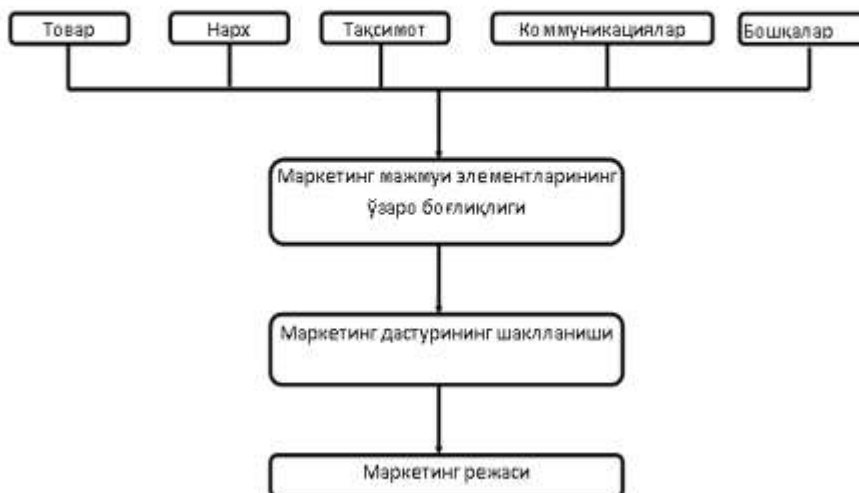 Товар
Нарх
Тақсимот
Коммуникациялар
Бошқалар
Маркетинг мажмуи элементларининг
ўзаро боғлиқлиги
Маркетинг дастурининг шаклланиши
Маркетинг режаси